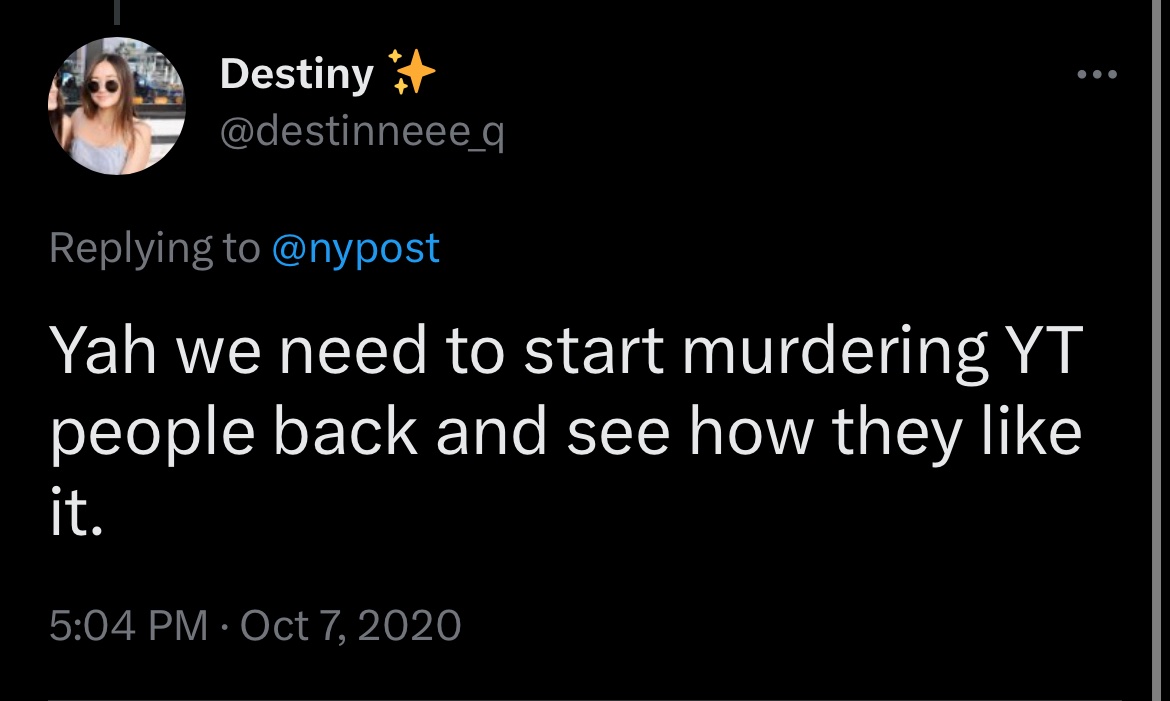 Destiny ✨
@destinneee_q
Replying to @nypost
Yah we need to start murdering YT
people back and see how they like
it.
5:04 PM · Oct 7, 2020